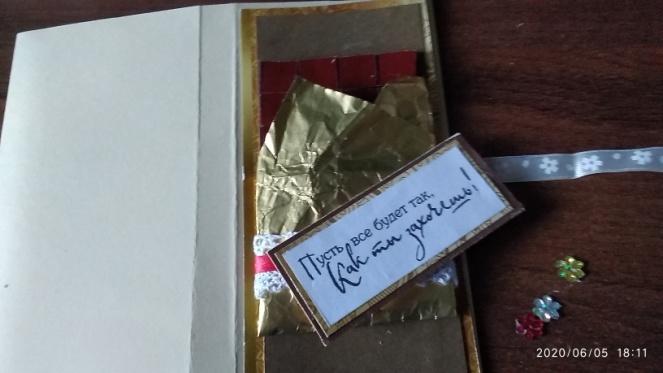 Пусть все будет так,
Как ты захочешь!
2020/06/05 18:11